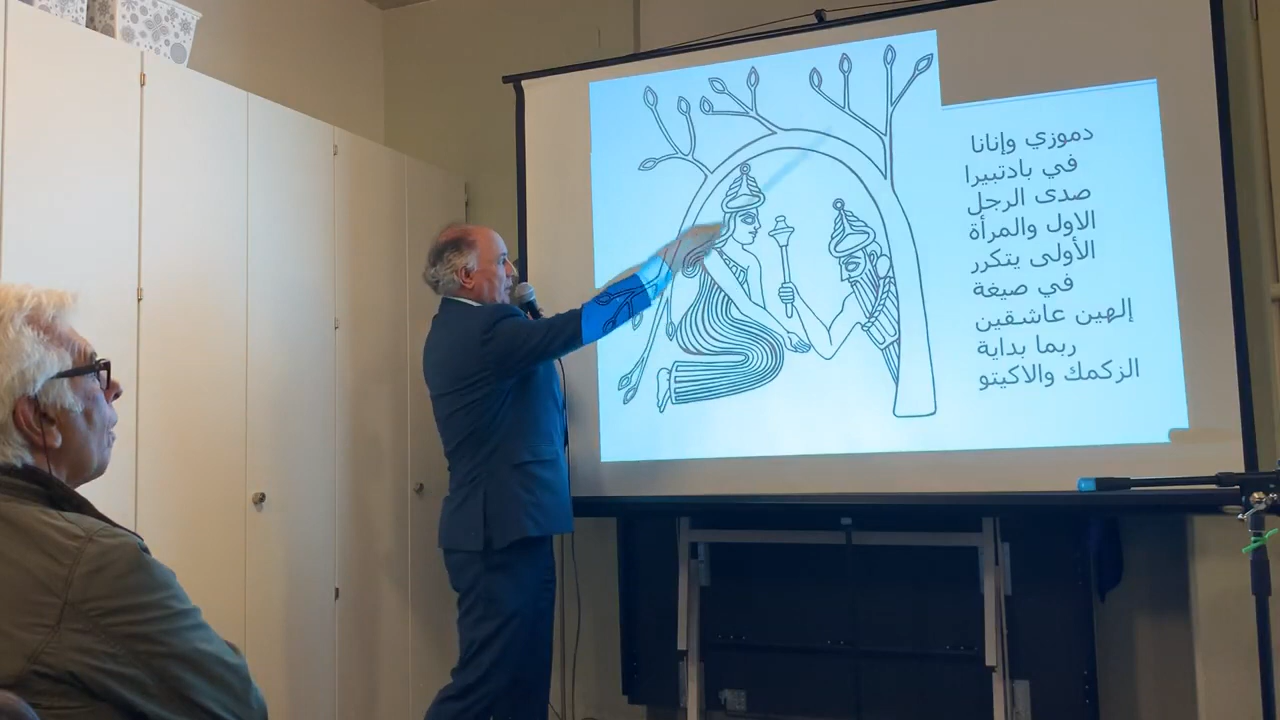 دموزي وإنانا
في بادتبيرا
صدى الرجل
الاول والمرأة
الأولى يتكرر
في صيغة
إلهين عاشقين
ربما بداية
الزكمك والاكيتو